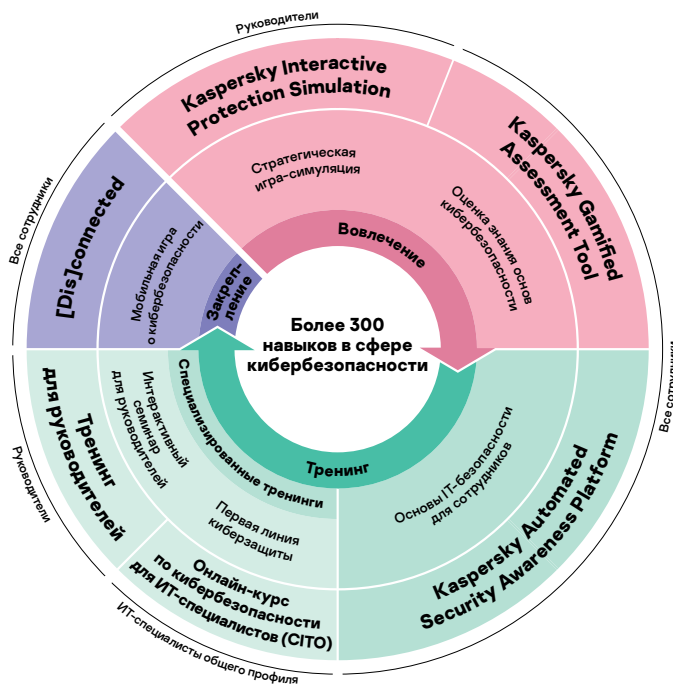 Руководители
Kaspersky Interactive
Protection Simulation
Стратегическая
игра-симуляция
Kaspersky Gamified
Assessment Tool
Оценка знания основ
кибербезопасности
Вовлечение
Все сотрудники
[Dis]connected
Мобильная игра
о кибербезопасности
Закреп-
ление
Более 300
навыков в сфере
кибербезопасности
Все сотрудники
Kaspersky Automated
Security Awareness Platform
Основы IT-безопасности
для сотрудников
Тренинг
Специализированные тренинги
Руководители
Тренинг
для руководителей
Интерактивный
семинар
для руководителей
Первая линия
киберзащиты
Онлайн-курс
по кибербезопасности
для ИТ-специалистов (CITO)
ИТ-специалисты общего профиля